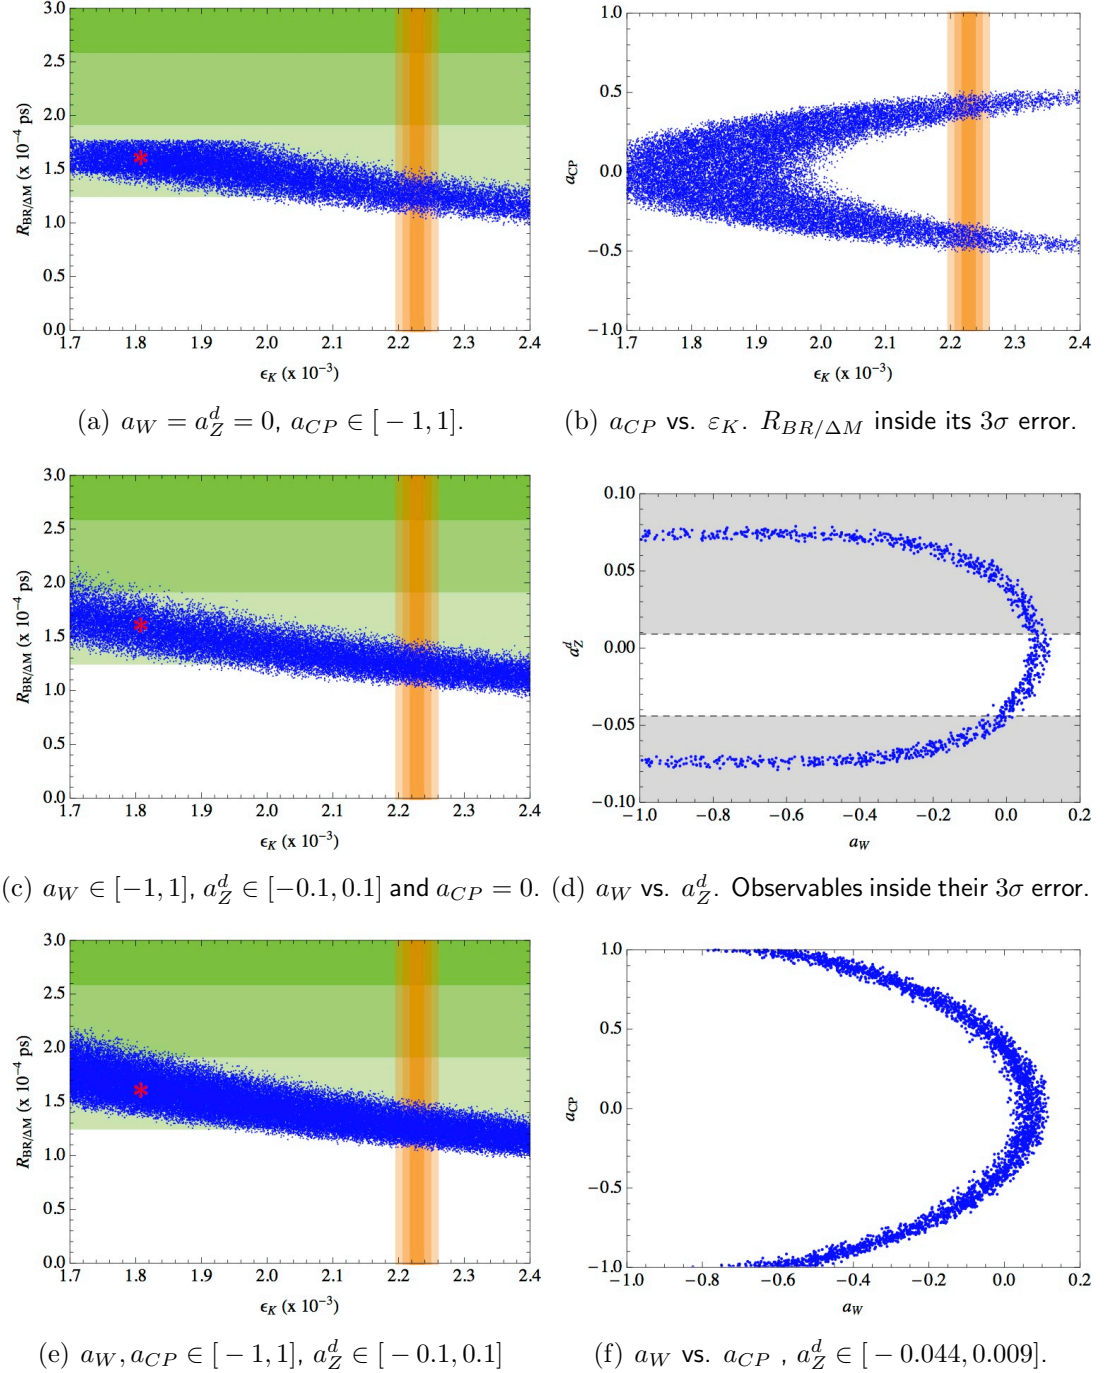 3.0
2.5
2.0
1.5
1.0
0.5
0.0
R_BR/ΔM (x 10^-4 ps)
*
1.7 1.8 1.9 2.0 2.1 2.2 2.3 2.4
ϵ_K (x 10^-3)
(a) a_W = a_Z^d = 0, a_CP ∈ [ − 1, 1].
1.0
0.5
0.0
−0.5
−1.0
a_CP
1.7 1.8 1.9 2.0 2.1 2.2 2.3 2.4
ϵ_K (x 10^-3)
(b) a_CP vs. ε_K. R_BR/ΔM inside its 3σ error.
3.0
2.5
2.0
1.5
1.0
0.5
0.0
R_BR/ΔM (x 10^-4 ps)
*
1.7 1.8 1.9 2.0 2.1 2.2 2.3 2.4
ϵ_K (x 10^-3)
(c) a_W ∈ [−1, 1], a_Z^d ∈ [−0.1, 0.1] and a_CP = 0.
0.10
0.05
0.00
−0.05
−0.10
a_Z^d
−1.0 −0.8 −0.6 −0.4 −0.2 0.0 0.2
a_W
(d) a_W vs. a_Z^d. Observables inside their 3σ error.
3.0
2.5
2.0
1.5
1.0
0.5
0.0
R_BR/ΔM (x 10^-4 ps)
*
1.7 1.8 1.9 2.0 2.1 2.2 2.3 2.4
ϵ_K (x 10^-3)
(e) a_W, a_CP ∈ [ − 1, 1], a_Z^d ∈ [ − 0.1, 0.1]
1.0
0.5
0.0
−0.5
−1.0
a_CP
−1.0 −0.8 −0.6 −0.4 −0.2 0.0 0.2
a_W
(f) a_W vs. a_CP , a_Z^d ∈ [ − 0.044, 0.009].